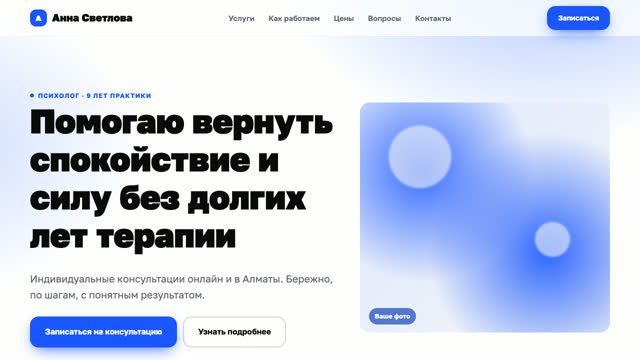 А Анна Светлова
Услуги Как работаем Цены Вопросы Контакты
Записаться
ПСИХОЛОГ · 9 ЛЕТ ПРАКТИКИ
Помогаю вернуть
спокойствие и
силу без долгих
лет терапии
Индивидуальные консультации онлайн и в Алматы. Бережно,
по шагам, с понятным результатом.
Записаться на консультацию
Узнать подробнее
Ваше фото